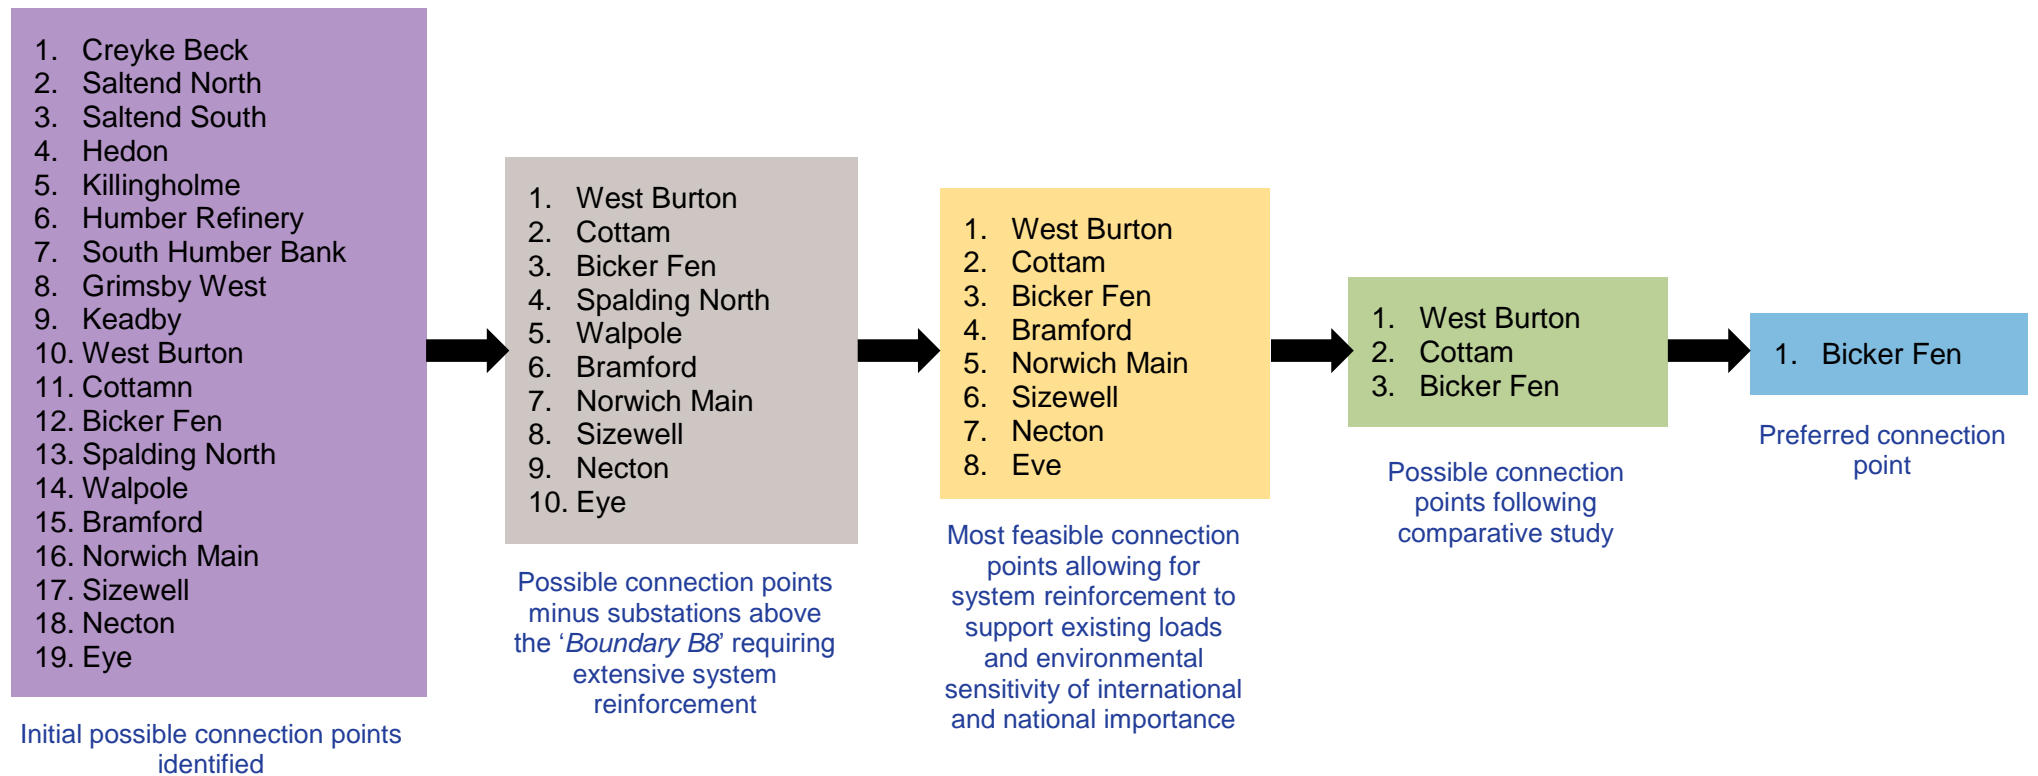 1. Creyke Beck
2. Saltend North
3. Saltend South
4. Hedon
5. Killingholme
6. Humber Refinery
7. South Humber Bank
8. Grimsby West
9. Keadby
10. West Burton
11. Cottamn
12. Bicker Fen
13. Spalding North
14. Walpole
15. Bramford
16. Norwich Main
17. Sizewell
18. Necton
19. Eye
Initial possible connection points
identified
1. West Burton
2. Cottam
3. Bicker Fen
4. Spalding North
5. Walpole
6. Bramford
7. Norwich Main
8. Sizewell
9. Necton
10. Eye
Possible connection points
minus substations above
the ‘Boundary B8’ requiring
extensive system
reinforcement
1. West Burton
2. Cottam
3. Bicker Fen
4. Bramford
5. Norwich Main
6. Sizewell
7. Necton
8. Eye
Most feasible connection
points allowing for
system reinforcement to
support existing loads
and environmental
sensitivity of international
and national importance
1. West Burton
2. Cottam
3. Bicker Fen
Possible connection
points following
comparative study
1. Bicker Fen
Preferred connection
point